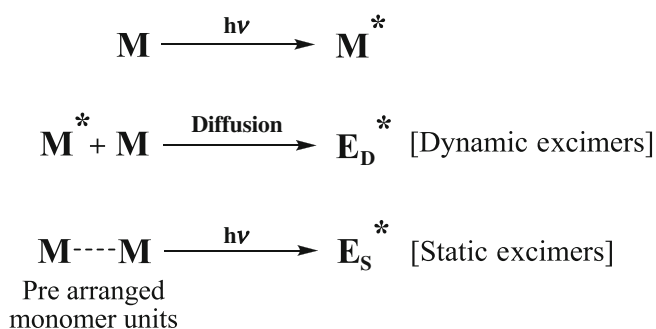 M hν M*
M* + M Diffusion E_D* [Dynamic excimers]
M----M hν E_S* [Static excimers]
Pre arranged
monomer units